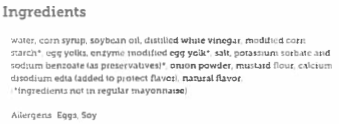 Ingredients
water, corn syrup, soybean oil, distilled white vinegar, modified corn
starch*, egg yolks, enzyme modified egg yolk*, salt, potassium sorbate and
sodium benzoate (as preservatives)*, onion powder, mustard flour, calcium
disodium edta (added to protect flavor), natural flavor.
(*ingredients not in regular mayonnaise)
Allergens Eggs, Soy